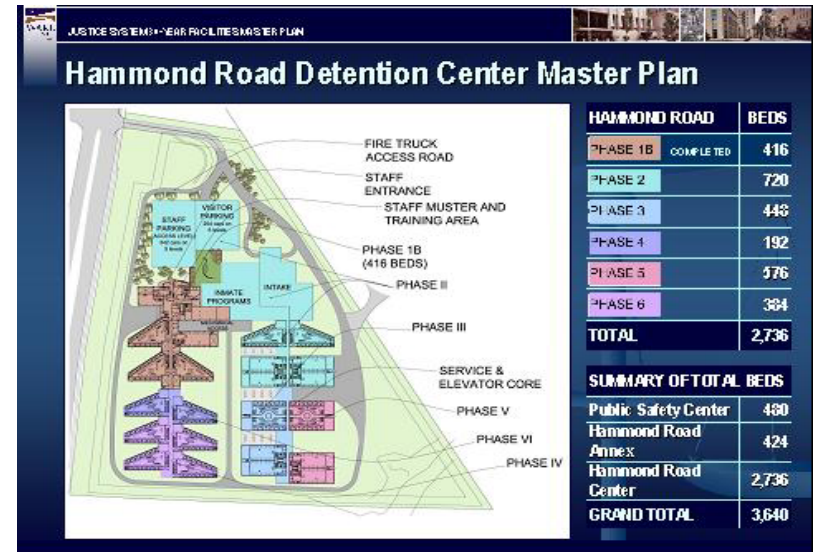 JUSTICE SYSTEM 30-YEAR FACILITIES MASTER PLAN
Hammond Road Detention Center Master Plan
FIRE TRUCK
ACCESS ROAD
STAFF
ENTRANCE
STAFF MUSTER AND
TRAINING AREA
PHASE 1B
(416 BEDS)
PHASE II
PHASE III
SERVICE &
ELEVATOR CORE
PHASE V
PHASE VI
PHASE IV
VISITOR
PARKING
STAFF
PARKING
INMATE
PROGRAMS
INTAKE
HAMMOND ROAD BEDS
PHASE 1B COMPLETED 416
PHASE 2 720
PHASE 3 448
PHASE 4 192
PHASE 5 576
PHASE 6 384
TOTAL 2,736
SUMMARY OF TOTAL BEDS
Public Safety Center 480
Hammond Road
Annex 424
Hammond Road
Center 2,736
GRAND TOTAL 3,640